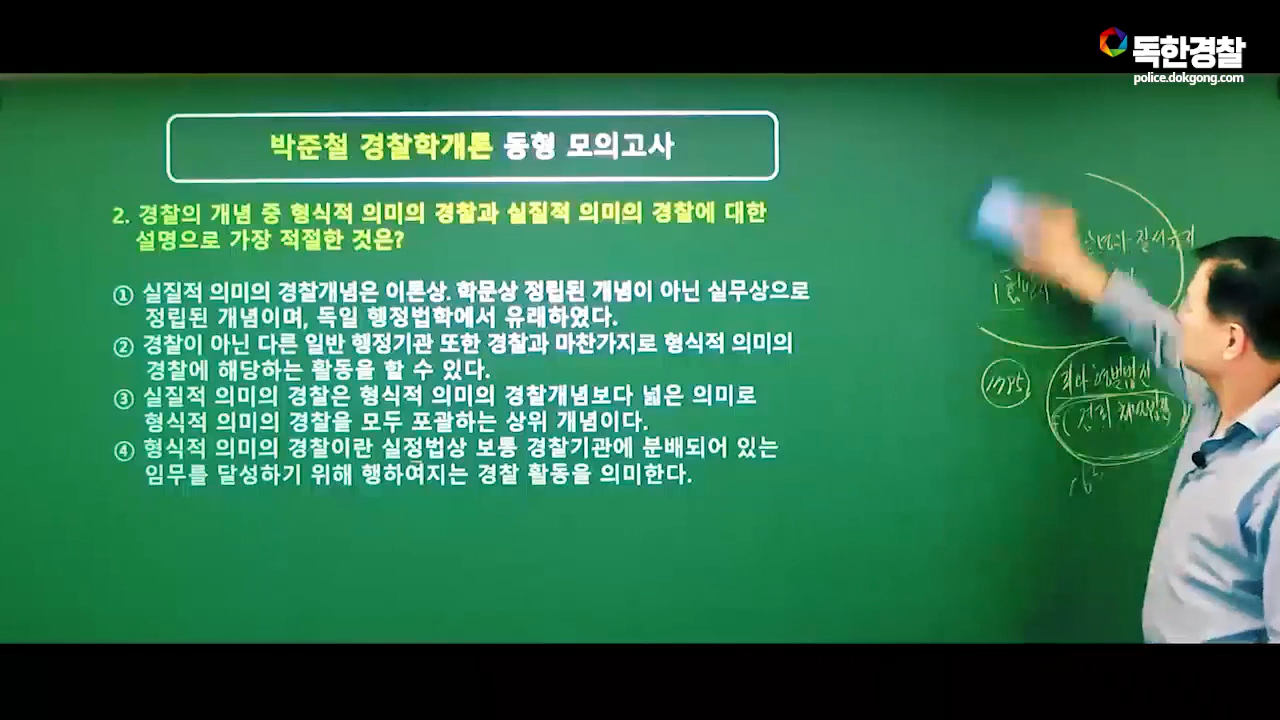 독한경찰
police.dokgong.com
박준철 경찰학개론 동형 모의고사
2. 경찰의 개념 중 형식적 의미의 경찰과 실질적 의미의 경찰에 대한
설명으로 가장 적절한 것은?
① 실질적 의미의 경찰개념은 이론상. 학문상 정립된 개념이 아닌 실무상으로
정립된 개념이며, 독일 행정법학에서 유래하였다.
② 경찰이 아닌 다른 일반 행정기관 또한 경찰과 마찬가지로 형식적 의미의
경찰에 해당하는 활동을 할 수 있다.
③ 실질적 의미의 경찰은 형식적 의미의 경찰개념보다 넓은 의미로
형식적 의미의 경찰을 모두 포괄하는 상위 개념이다.
④ 형식적 의미의 경찰이란 실정법상 보통 경찰기관에 분배되어 있는
임무를 달성하기 위해 행하여지는 경찰 활동을 의미한다.
1795